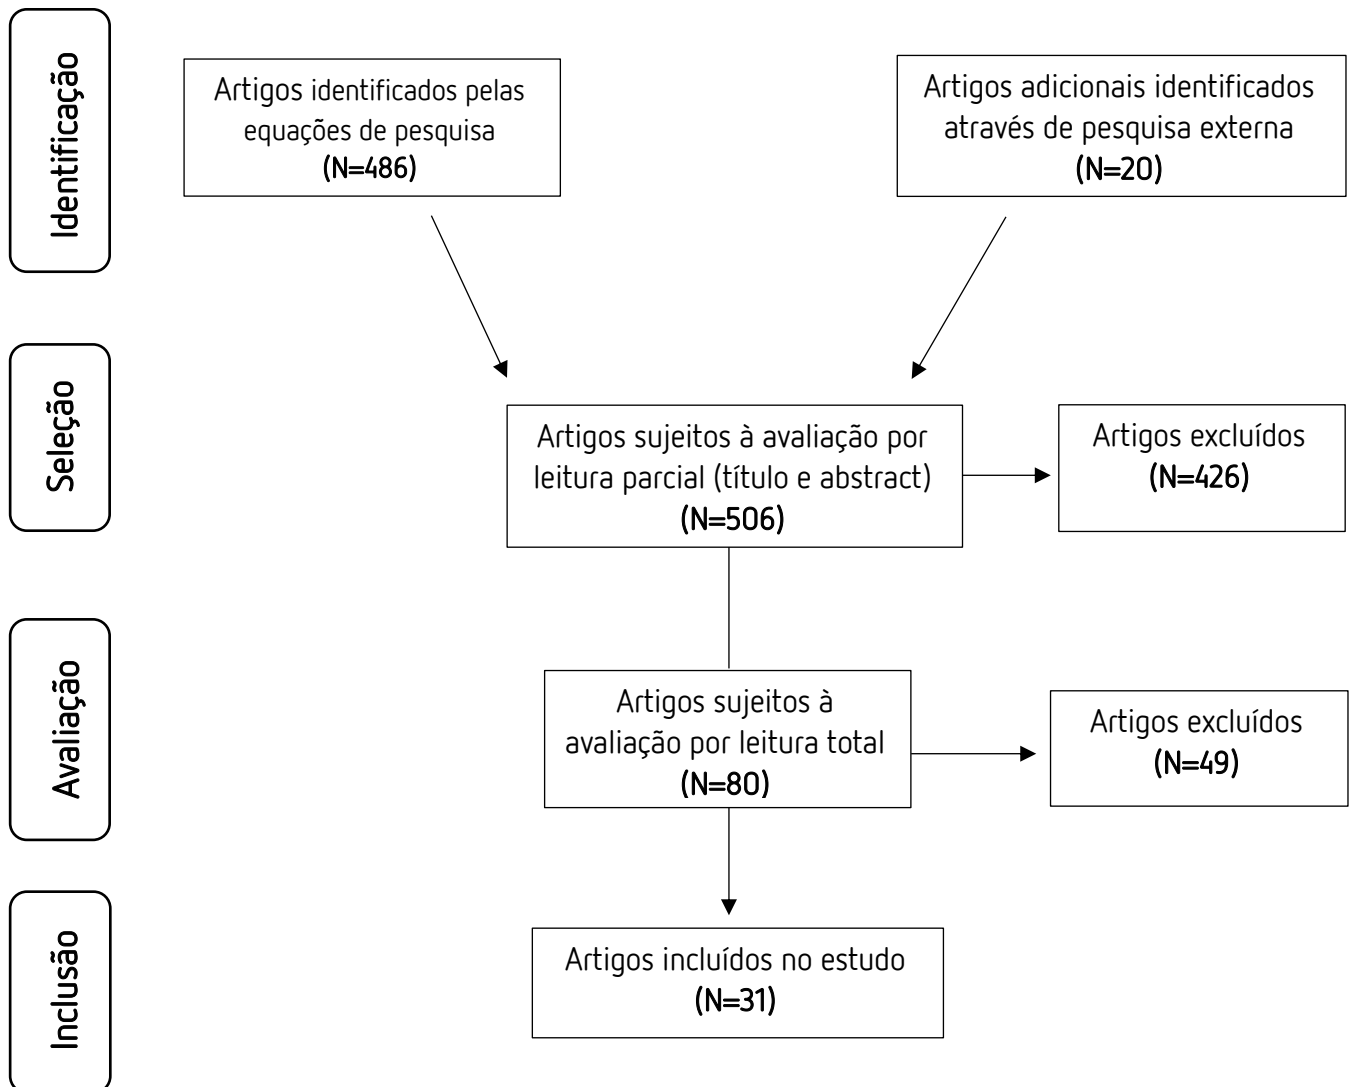 Identificação
Artigos identificados pelas
equações de pesquisa
(N=486)
Artigos adicionais identificados
através de pesquisa externa
(N=20)
Seleção
Artigos sujeitos à avaliação por
leitura parcial (título e abstract)
(N=506)
Artigos excluídos
(N=426)
Avaliação
Artigos sujeitos à
avaliação por leitura total
(N=80)
Artigos excluídos
(N=49)
Inclusão
Artigos incluídos no estudo
(N=31)